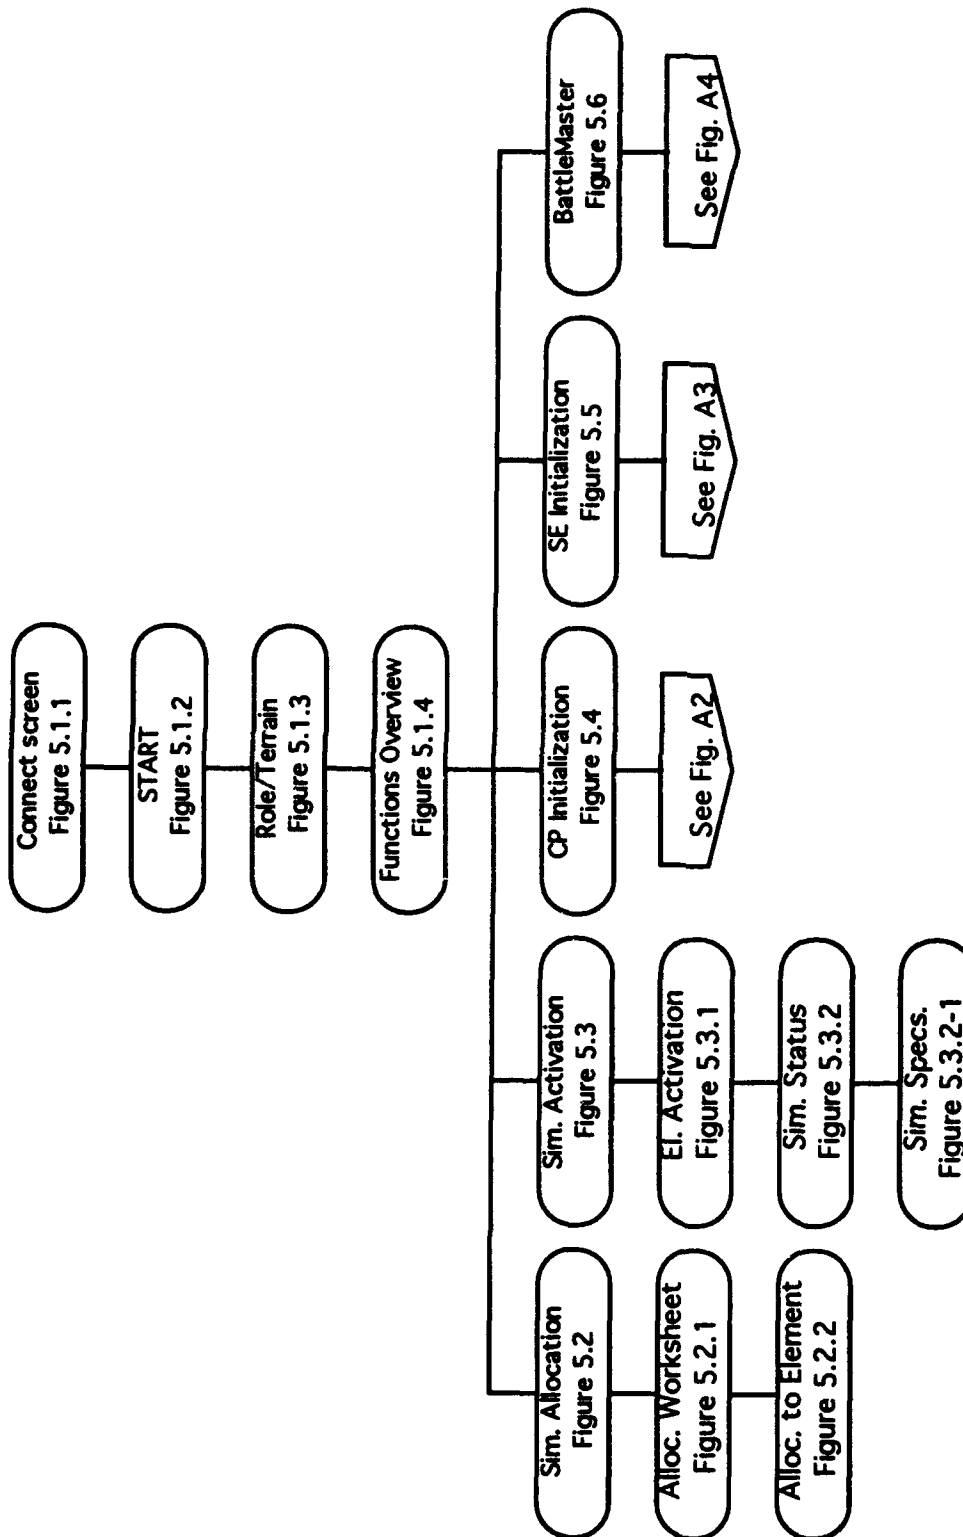 Connect screen
Figure 5.1.1
START
Figure 5.1.2
Role/Terrain
Figure 5.1.3
Functions Overview
Figure 5.1.4
Sim. Allocation
Figure 5.2
Alloc. Worksheet
Figure 5.2.1
Alloc. to Element
Figure 5.2.2
Sim. Activation
Figure 5.3
El. Activation
Figure 5.3.1
Sim. Status
Figure 5.3.2
Sim. Specs.
Figure 5.3.2-1
CP Initialization
Figure 5.4
See Fig. A2
SE Initialization
Figure 5.5
See Fig. A3
BattleMaster
Figure 5.6
See Fig. A4